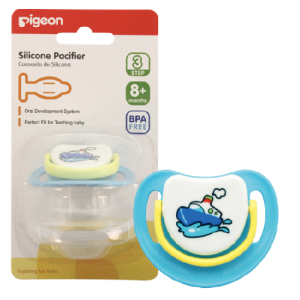 pigeon
Silicone Pacifier
Consuelo de Silicona
3
STEP
8+
months
Oral Development System
Perfect Fit for Teething baby
BPA
FREE